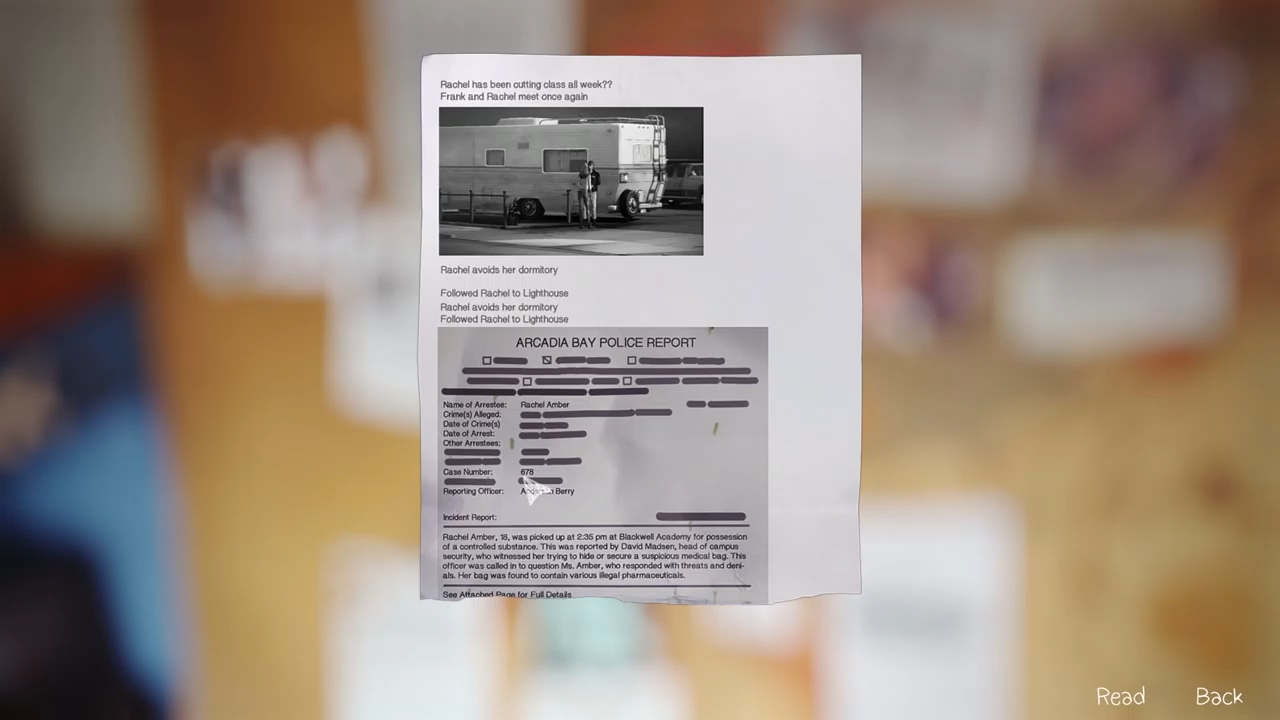 Rachel has been cutting class all week??
Frank and Rachel meet once again
Rachel avoids her dormitory
Followed Rachel to Lighthouse
Rachel avoids her dormitory
Followed Rachel to Lighthouse
ARCADIA BAY POLICE REPORT
Name of Arrestee: Rachel Amber
Crime(s) Alleged:
Date of Crime(s)
Date of Arrest:
Other Arrestees:
Case Number: 678
Reporting Officer: Berry
Incident Report:
Rachel Amber, 18, was picked up at 2:35 pm at Blackwell Academy for possession
of a controlled substance. This was reported by David Madsen, head of campus
security, who witnessed her trying to hide or secure a suspicious medical bag. This
officer was called in to question Ms. Amber, who responded with threats and deni-
als. Her bag was found to contain various illegal pharmaceuticals.
See Attached Page for Full Details
Read Back